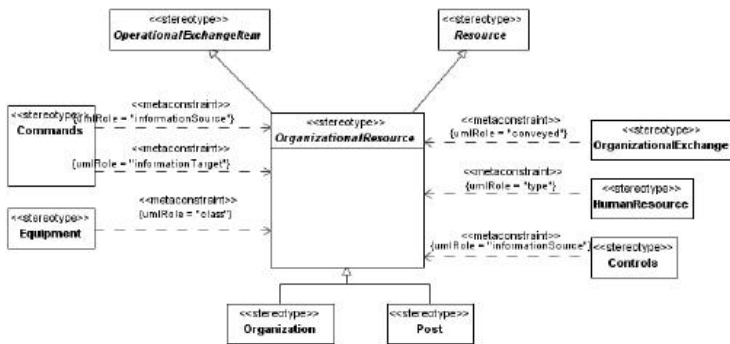 <<stereotype>>
OperationalExchangeItem
<<stereotype>>
Resource
<<stereotype>>
Commands
<<metaconstraint>>
{umlRole = "informationSource"}
<<metaconstraint>>
{umlRole = "informationTarget"}
<<stereotype>>
Equipment
<<metaconstraint>>
{umlRole = "class"}
<<stereotype>>
OrganizationalResource
<<metaconstraint>>
{umlRole = "conveyed"}
<<stereotype>>
OrganizationalExchange
<<metaconstraint>>
{umlRole = "type"}
<<stereotype>>
HumanResource
<<metaconstraint>>
{umlRole = "informationSource"}
<<stereotype>>
Controls
<<stereotype>>
Organization
<<stereotype>>
Post